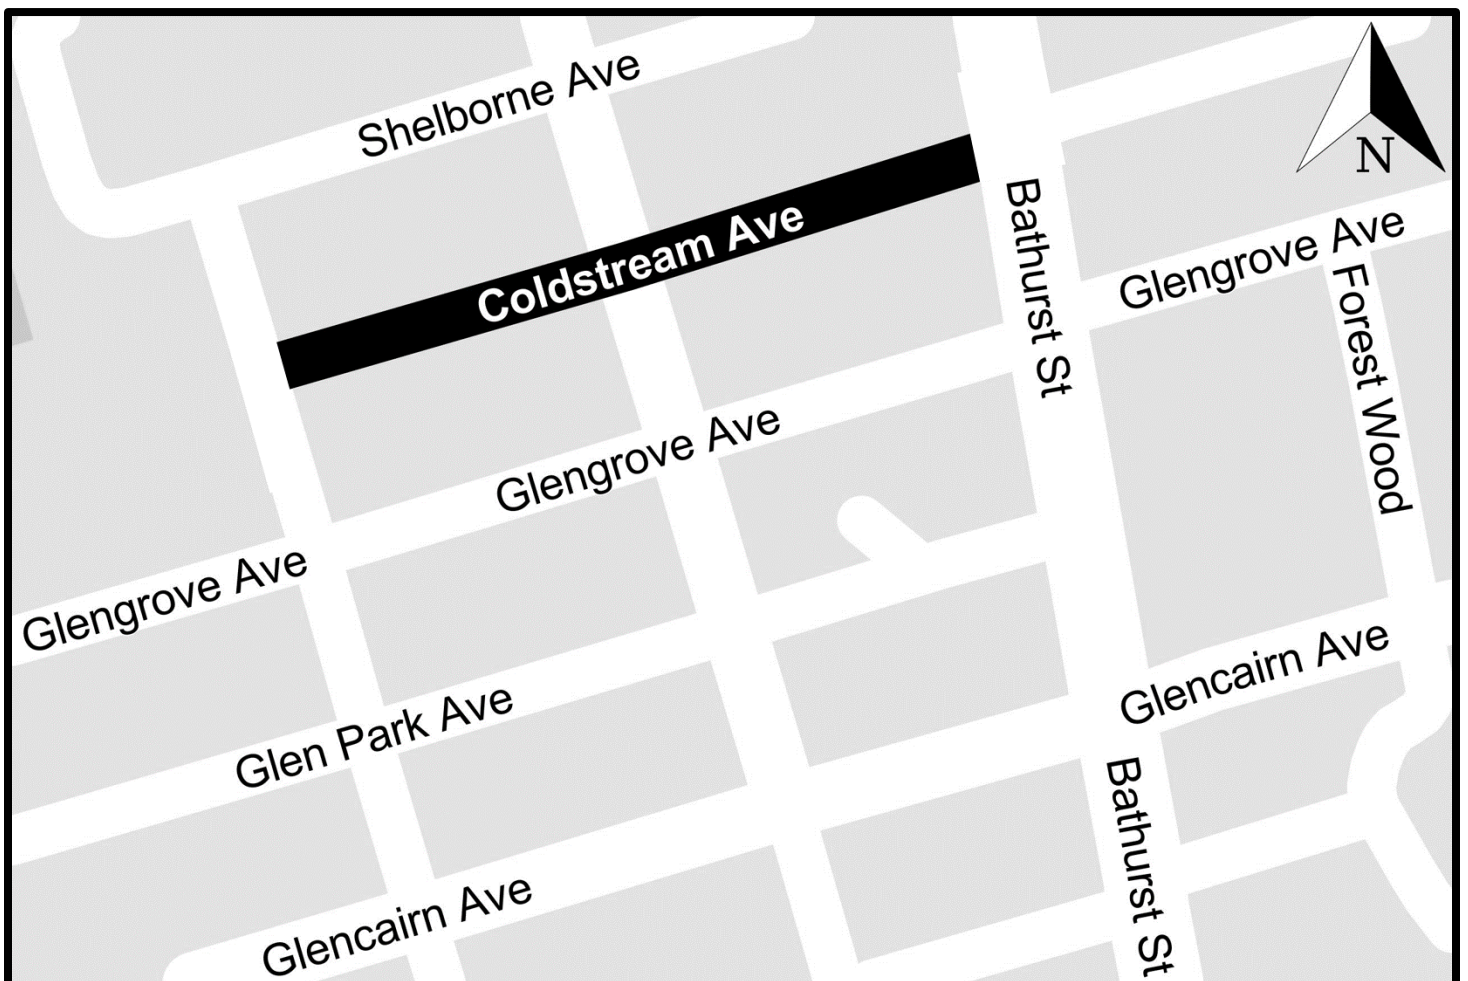 Shelborne Ave
N
Coldstream Ave
Bathurst St
Glengrove Ave
Forest Wood
Glengrove Ave
Glengrove Ave
Glencairn Ave
Glen Park Ave
Bathurst St
Glencairn Ave